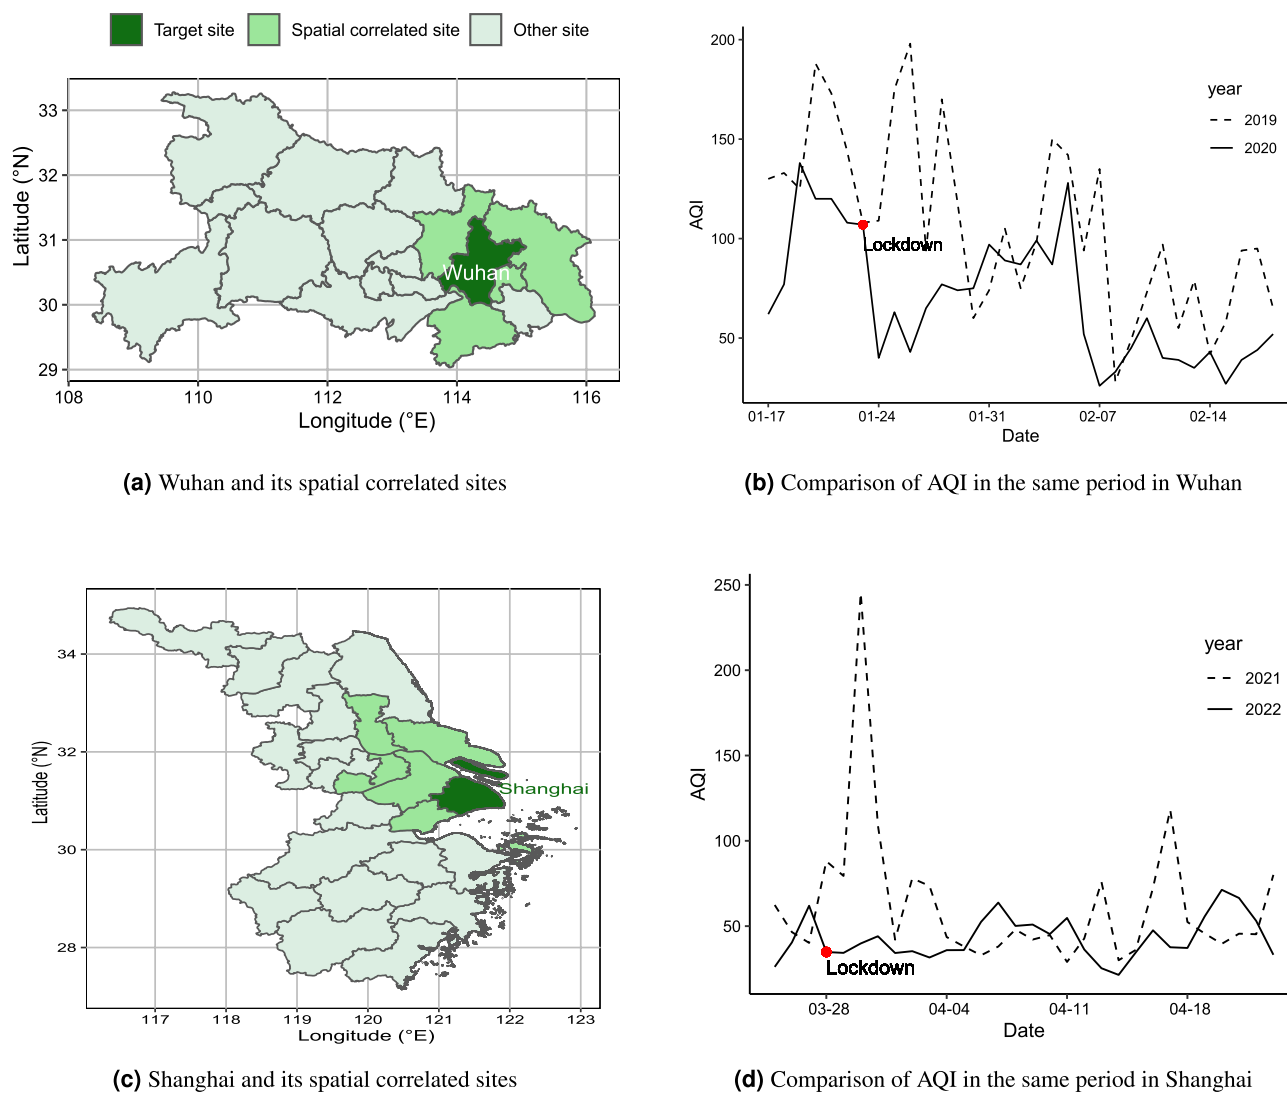 Target site Spatial correlated site Other site
33
32
31
30
29
Latitude (°N)
Wuhan
108 110 112 114 116
Longitude (°E)
(a) Wuhan and its spatial correlated sites
200
150
100
50
AQI
Lockdown
year
2019
2020
01-17 01-24 01-31 02-07 02-14
Date
(b) Comparison of AQI in the same period in Wuhan
34
32
30
28
Latitude (°N)
Shanghai
117 118 119 120 121 122 123
Longitude (°E)
(c) Shanghai and its spatial correlated sites
250
200
150
100
50
AQI
Lockdown
year
2021
2022
03-28 04-04 04-11 04-18
Date
(d) Comparison of AQI in the same period in Shanghai